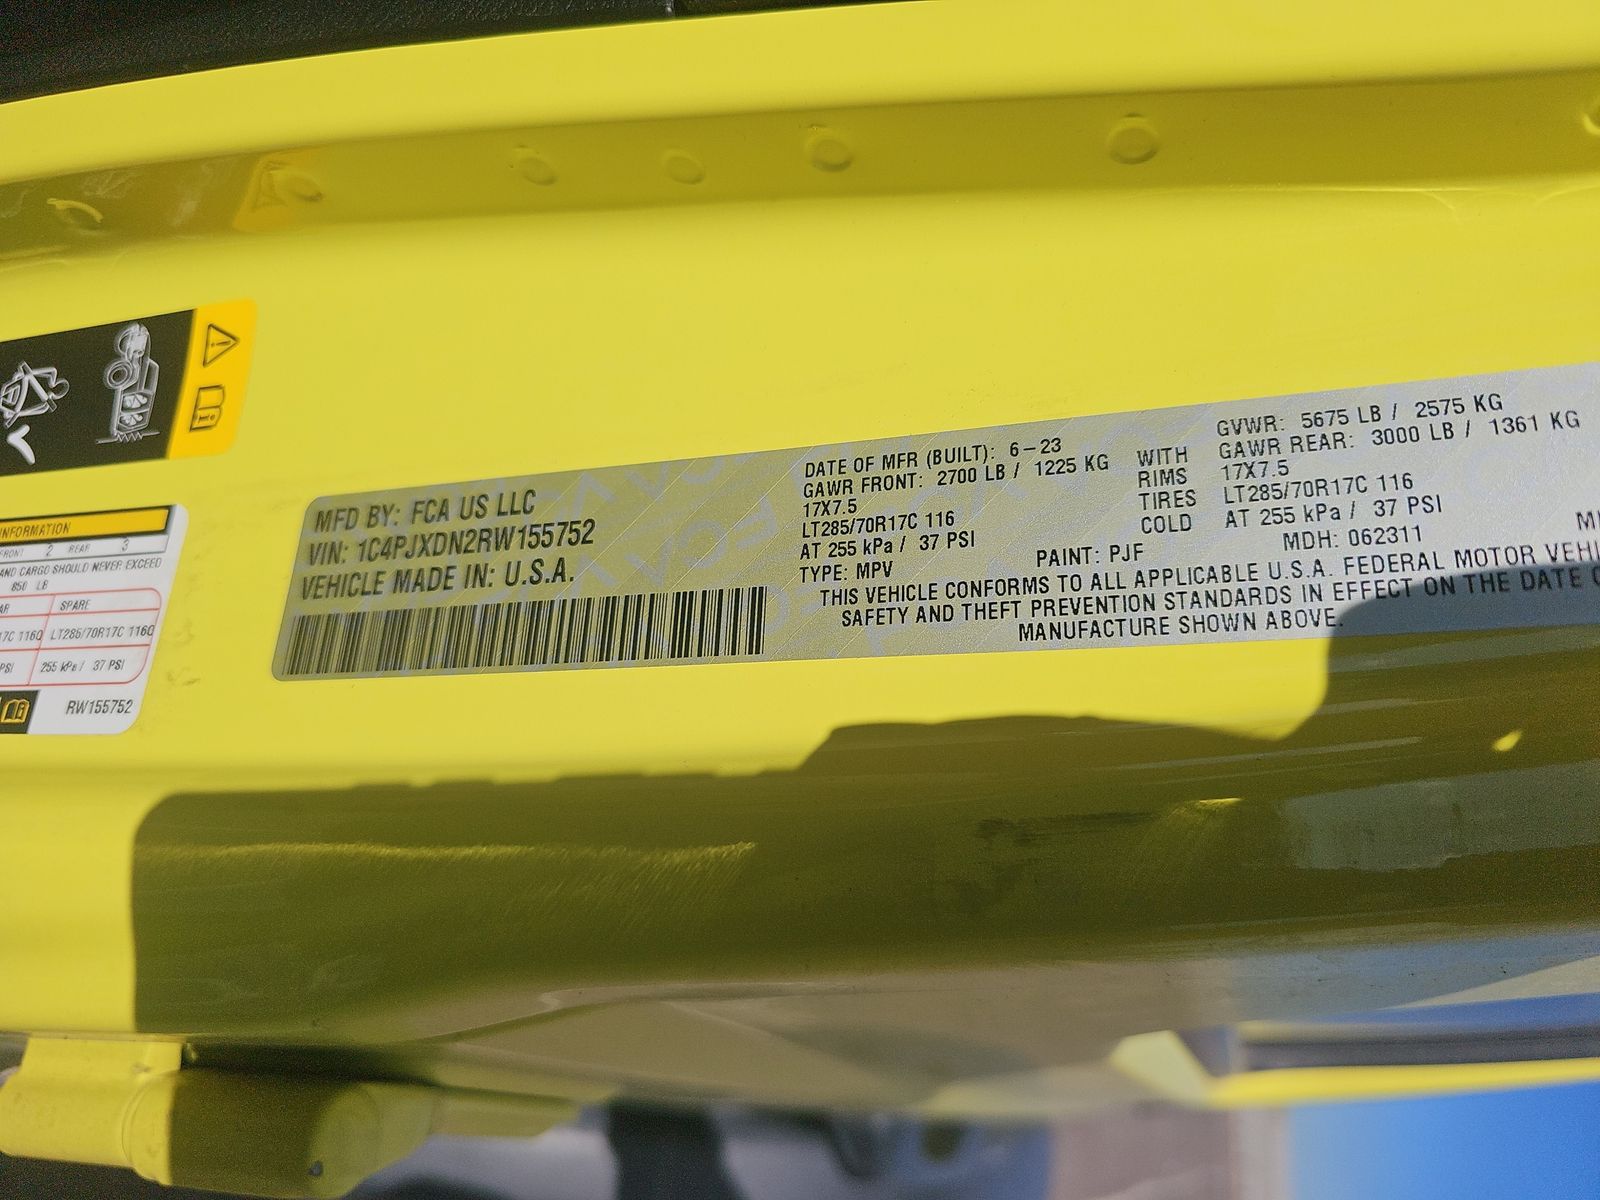 MFD BY: FCA US LLC
VIN: 1C4PJXDN2RW155752
VEHICLE MADE IN: U.S.A.
DATE OF MFR (BUILT): 6-23
GVWR: 5675 LB / 2575 KG
GAWR FRONT: 2700 LB / 1225 KG
WITH
GAWR REAR: 3000 LB / 1361 KG
17X7.5
RIMS
17X7.5
LT285/70R17C 116
TIRES
LT285/70R17C 116
AT 255 kPa / 37 PSI
COLD
AT 255 kPa / 37 PSI
TYPE: MPV
PAINT: PJF
MDH: 062311
THIS VEHICLE CONFORMS TO ALL APPLICABLE U.S.A. FEDERAL MOTOR VEHI
SAFETY AND THEFT PREVENTION STANDARDS IN EFFECT ON THE DATE O
MANUFACTURE SHOWN ABOVE.
INFORMATION
FRONT 2 REAR 3
AND CARGO SHOULD NEVER EXCEED
850 LB
AR SPARE
17C 116Q LT285/70R17C 116Q
PSI 255 kPa / 37 PSI
RW155752